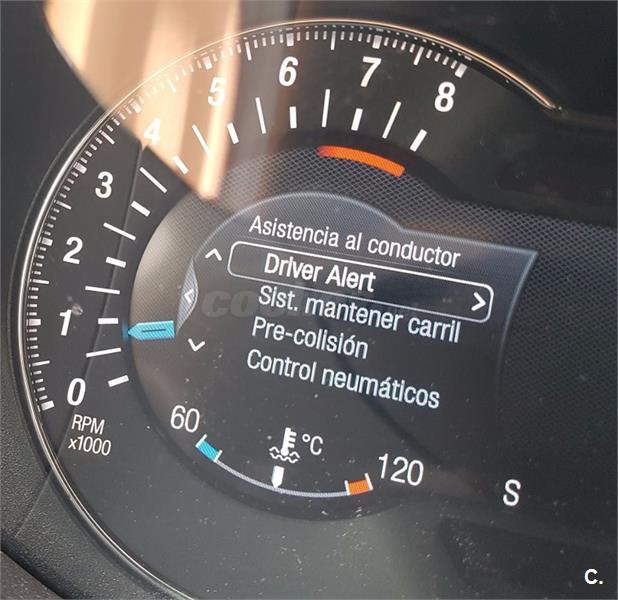 8
7
6
5
4
3
2
1
0
RPM
x1000
Asistencia al conductor
Driver Alert
Sist. mantener carril
Pre-colisión
Control neumáticos
60
°C
120
S
C.